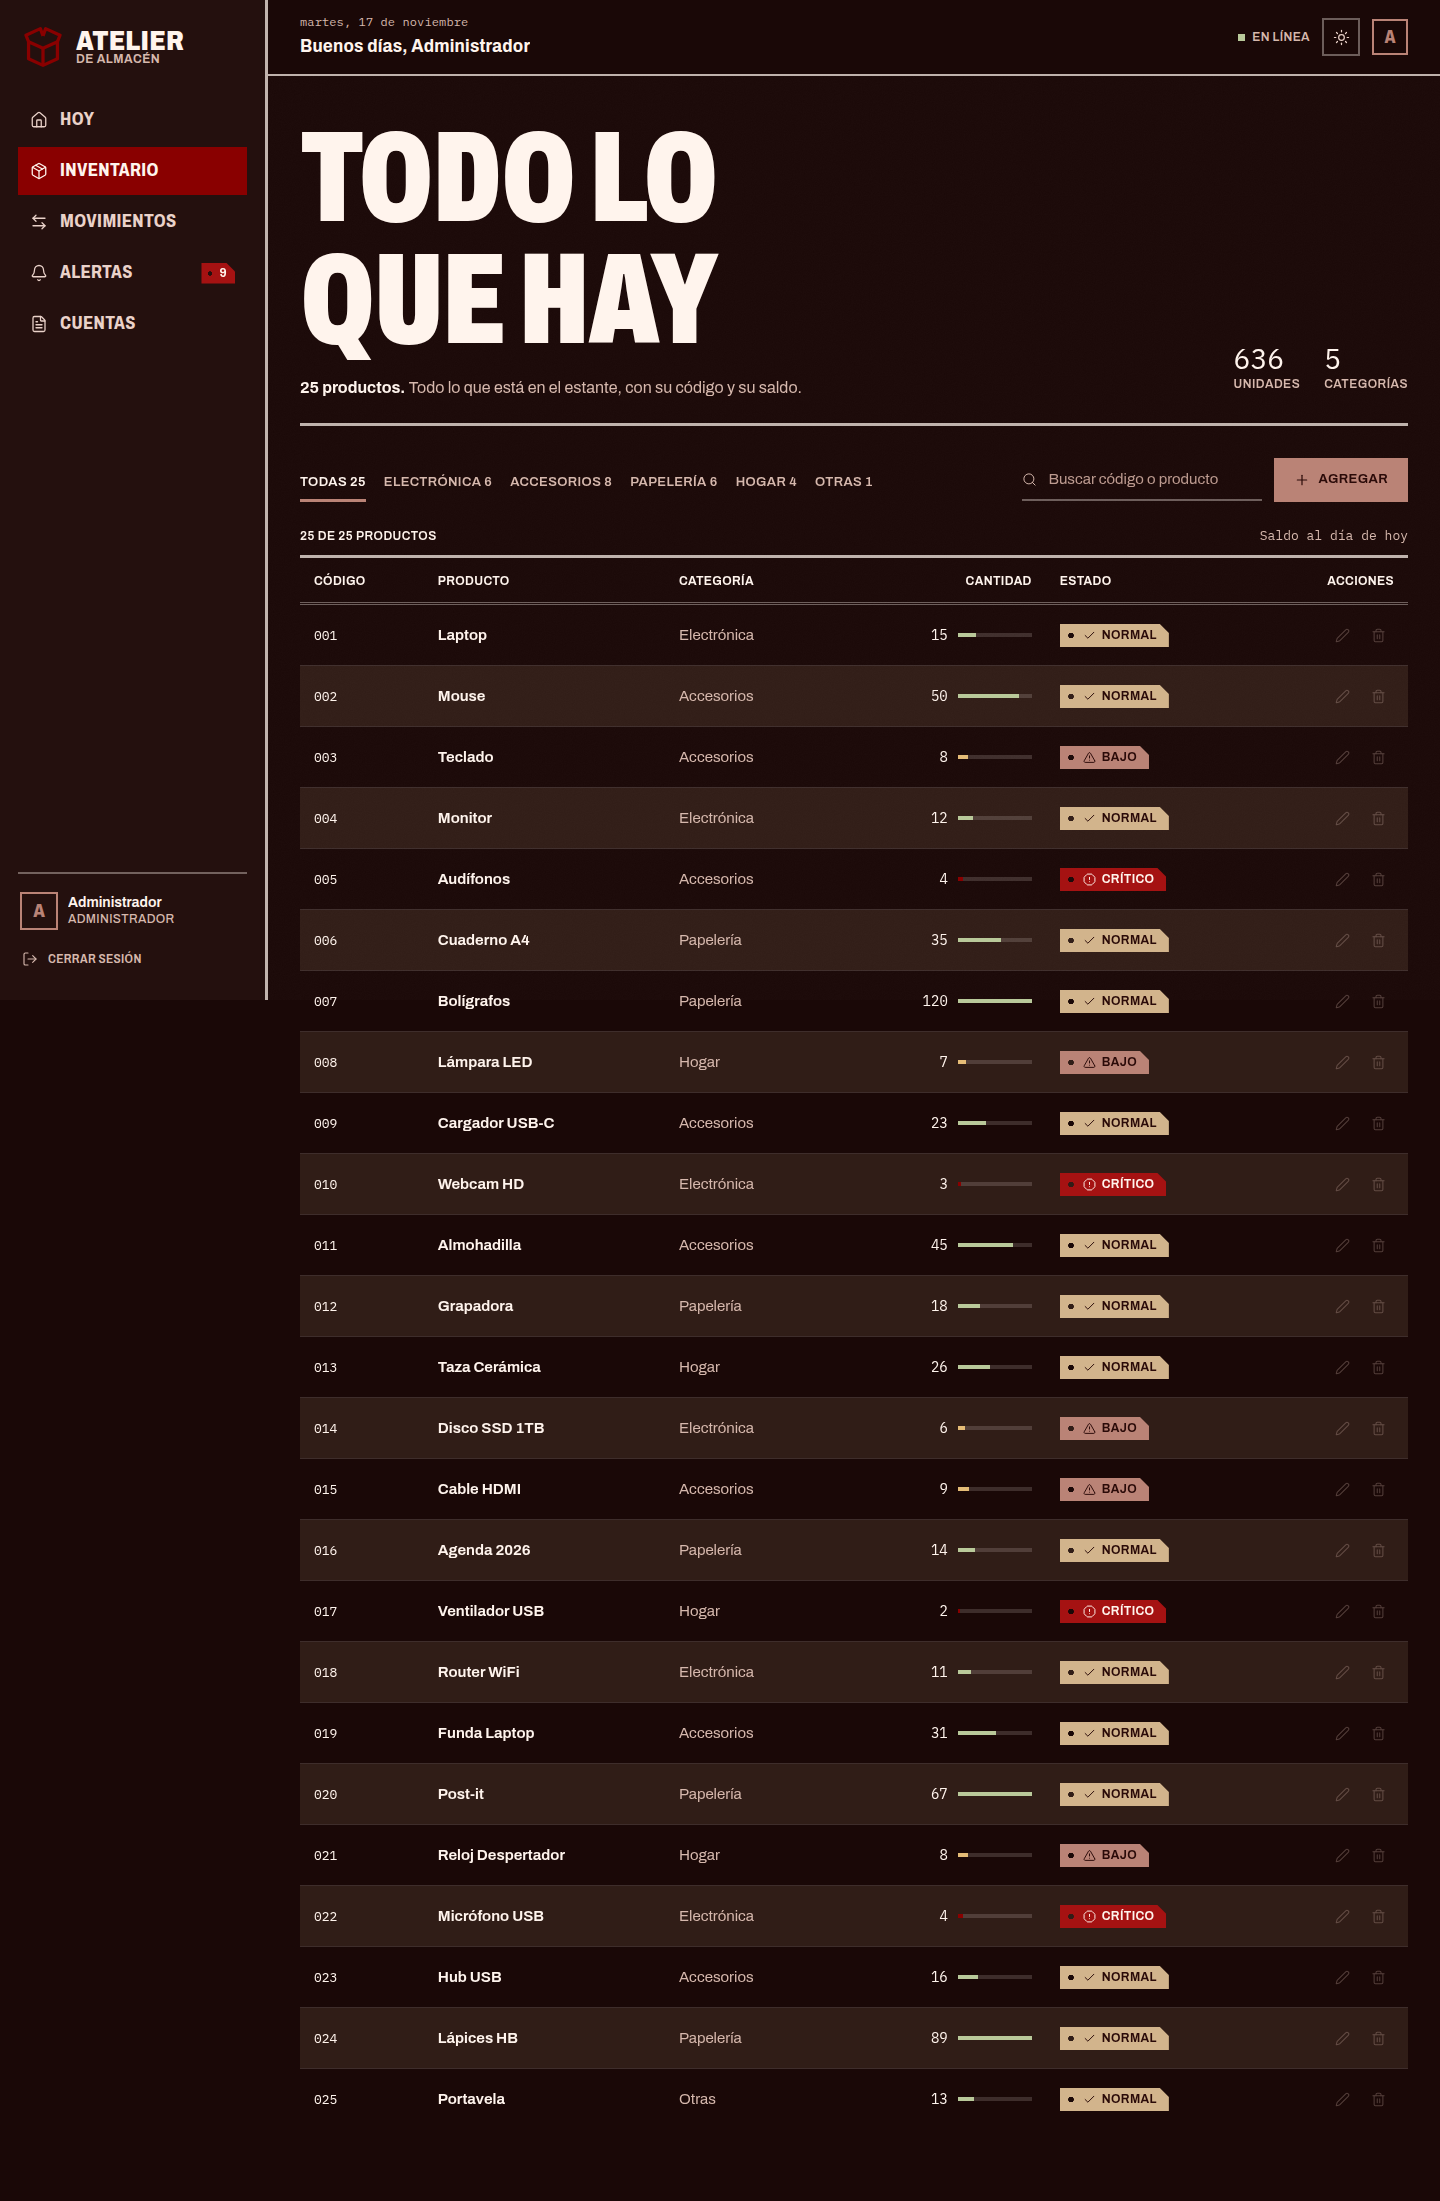 ATELIER
DE ALMACÉN
HOY
INVENTARIO
MOVIMIENTOS
ALERTAS 9
CUENTAS
Administrador
ADMINISTRADOR
A
CERRAR SESIÓN
martes, 17 de noviembre
Buenos días, Administrador
EN LÍNEA
A
TODO LO
QUE HAY
25 productos. Todo lo que está en el estante, con su código y su saldo.
636 5
UNIDADES CATEGORÍAS
TODAS 25 ELECTRÓNICA 6 ACCESORIOS 8 PAPELERÍA 6 HOGAR 4 OTRAS 1
Buscar código o producto
AGREGAR
25 DE 25 PRODUCTOS
Saldo al día de hoy
CÓDIGO PRODUCTO CATEGORÍA CANTIDAD ESTADO ACCIONES
001 Laptop Electrónica 15 NORMAL
002 Mouse Accesorios 50 NORMAL
003 Teclado Accesorios 8 BAJO
004 Monitor Electrónica 12 NORMAL
005 Audífonos Accesorios 4 CRÍTICO
006 Cuaderno A4 Papelería 35 NORMAL
007 Bolígrafos Papelería 120 NORMAL
008 Lámpara LED Hogar 7 BAJO
009 Cargador USB-C Accesorios 23 NORMAL
010 Webcam HD Electrónica 3 CRÍTICO
011 Almohadilla Accesorios 45 NORMAL
012 Grapadora Papelería 18 NORMAL
013 Taza Cerámica Hogar 26 NORMAL
014 Disco SSD 1TB Electrónica 6 BAJO
015 Cable HDMI Accesorios 9 BAJO
016 Agenda 2026 Papelería 14 NORMAL
017 Ventilador USB Hogar 2 CRÍTICO
018 Router WiFi Electrónica 11 NORMAL
019 Funda Laptop Accesorios 31 NORMAL
020 Post-it Papelería 67 NORMAL
021 Reloj Despertador Hogar 8 BAJO
022 Micrófono USB Electrónica 4 CRÍTICO
023 Hub USB Accesorios 16 NORMAL
024 Lápices HB Papelería 89 NORMAL
025 Portavela Otras 13 NORMAL